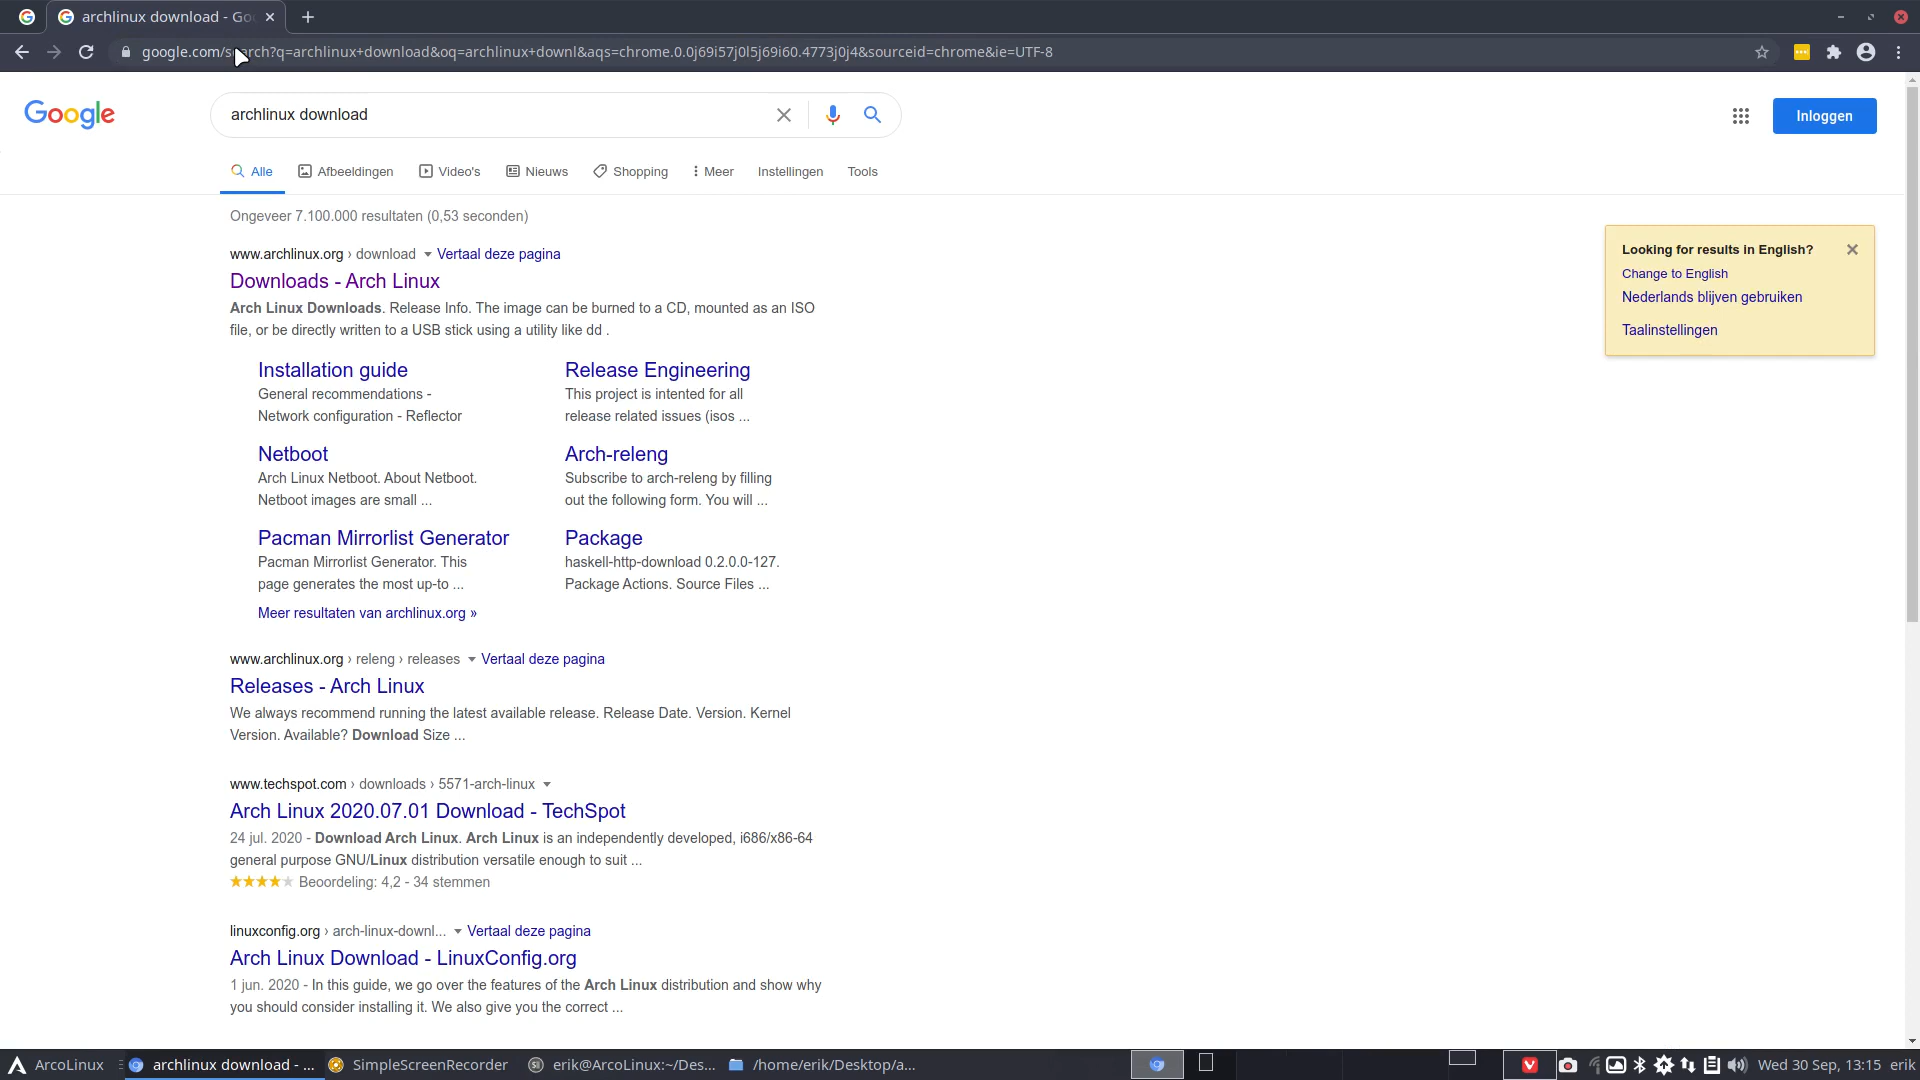 archlinux download - Go
google.com/search?q=archlinux+download&oq=archlinux+downl&aqs=chrome.0.0j69i57j0l5j69i60.4773j0j4&sourceid=chrome&ie=UTF-8
Google
archlinux download
Inloggen
Alle
Afbeeldingen
Video's
Nieuws
Shopping
Meer
Instellingen
Tools
Ongeveer 7.100.000 resultaten (0,53 seconden)
www.archlinux.org › download Vertaal deze pagina
Downloads - Arch Linux
Arch Linux Downloads. Release Info. The image can be burned to a CD, mounted as an ISO
file, or be directly written to a USB stick using a utility like dd .
Installation guide
General recommendations -
Network configuration - Reflector
Release Engineering
This project is intented for all
release related issues (isos ...
Netboot
Arch Linux Netboot. About Netboot.
Netboot images are small ...
Arch-releng
Subscribe to arch-releng by filling
out the following form. You will ...
Pacman Mirrorlist Generator
Pacman Mirrorlist Generator. This
page generates the most up-to ...
Package
haskell-http-download 0.2.0.0-127.
Package Actions. Source Files ...
Meer resultaten van archlinux.org »
www.archlinux.org › releng › releases Vertaal deze pagina
Releases - Arch Linux
We always recommend running the latest available release. Release Date. Version. Kernel
Version. Available? Download Size ...
www.techspot.com › downloads › 5571-arch-linux
Arch Linux 2020.07.01 Download - TechSpot
24 jul. 2020 - Download Arch Linux. Arch Linux is an independently developed, i686/x86-64
general purpose GNU/Linux distribution versatile enough to suit ...
Beoordeling: 4,2 - 34 stemmen
linuxconfig.org › arch-linux-downl... Vertaal deze pagina
Arch Linux Download - LinuxConfig.org
1 jun. 2020 - In this guide, we go over the features of the Arch Linux distribution and show why
you should consider installing it. We also give you the correct ...
Looking for results in English?
Change to English
Nederlands blijven gebruiken
Taalinstellingen
ArcoLinux
archlinux download - ...
SimpleScreenRecorder
erik@ArcoLinux:~/Des...
/home/erik/Desktop/a...
Wed 30 Sep, 13:15 erik